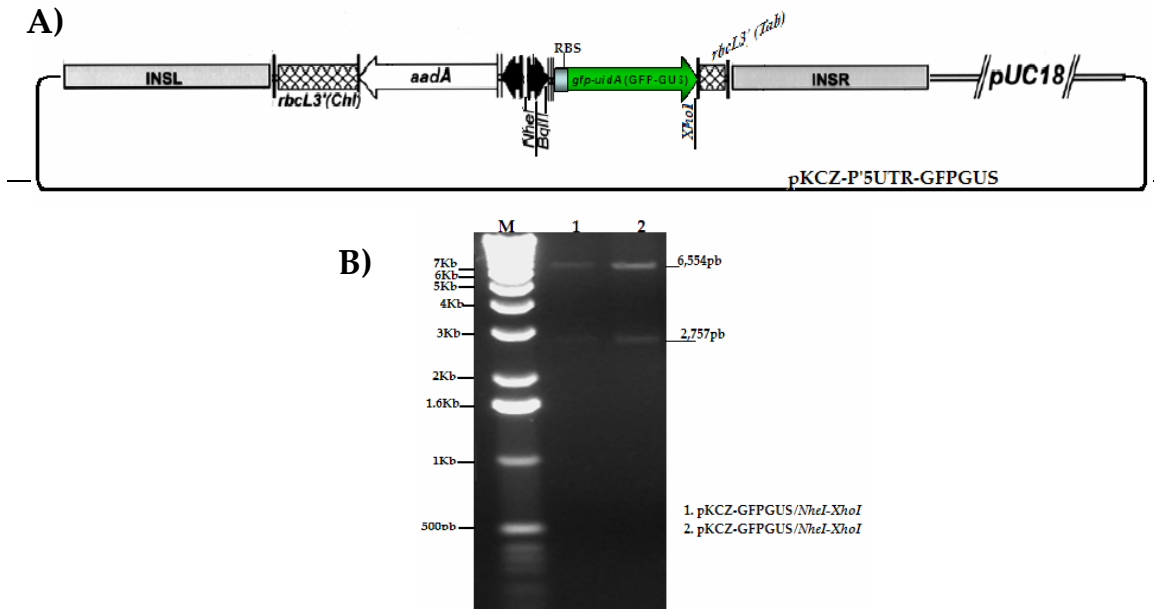 A)
INSL
rbcL3'(Chl)
aadA
NheI
BglII
RBS
gfp-uidA (GFP-GUS)
XhoI
rbcL3' (Tab)
INSR
pUC18
pKCZ-P'5UTR-GFPGUS
B)
M 1 2
7Kb
6Kb
5Kb
4Kb
3Kb
2Kb
1.6Kb
1Kb
500pb
6,554pb
2,757pb
1. pKCZ-GFPGUS/NheI-XhoI
2. pKCZ-GFPGUS/NheI-XhoI